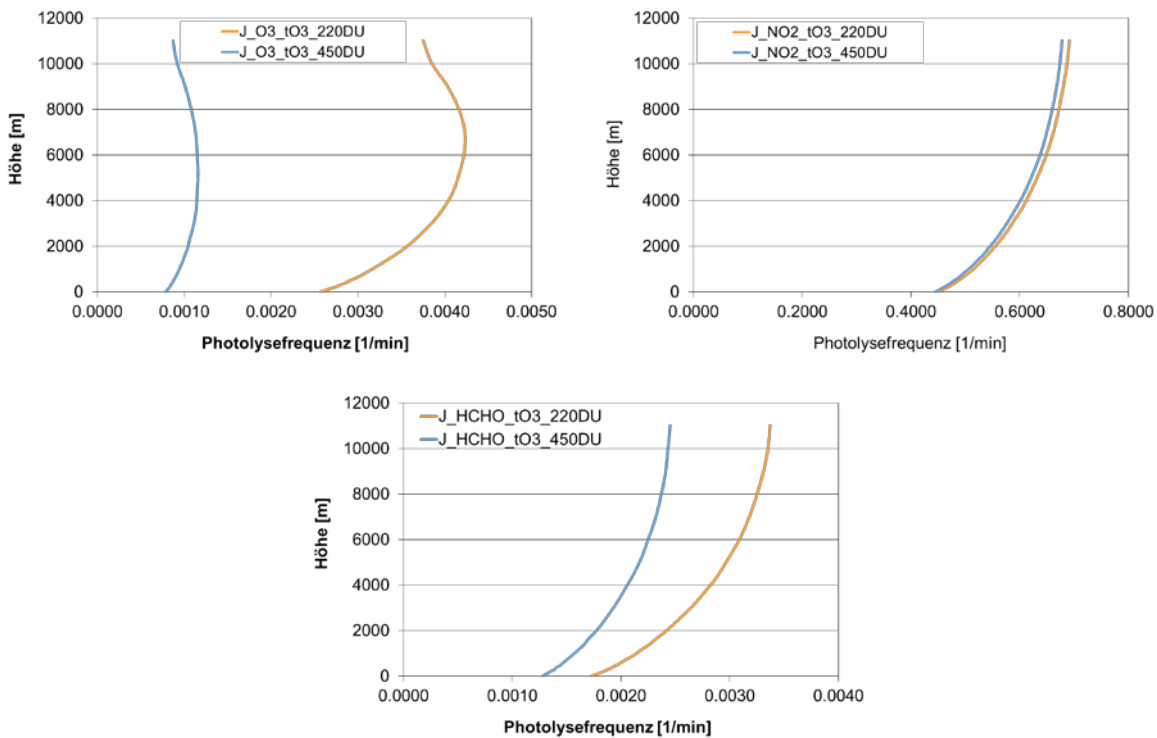 J_O3_tO3_220DU
J_O3_tO3_450DU
12000
10000
8000
6000
4000
2000
0
Höhe [m]
0.0000 0.0010 0.0020 0.0030 0.0040 0.0050
Photolysefrequenz [1/min]
J_NO2_tO3_220DU
J_NO2_tO3_450DU
12000
10000
8000
6000
4000
2000
0
Höhe [m]
0.0000 0.2000 0.4000 0.6000 0.8000
Photolysefrequenz [1/min]
J_HCHO_tO3_220DU
J_HCHO_tO3_450DU
12000
10000
8000
6000
4000
2000
0
Höhe [m]
0.0000 0.0010 0.0020 0.0030 0.0040
Photolysefrequenz [1/min]